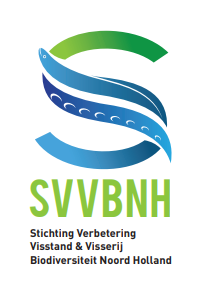 SVVBNH
Stichting Verbetering
Visstand & Visserij
Biodiversiteit Noord Holland